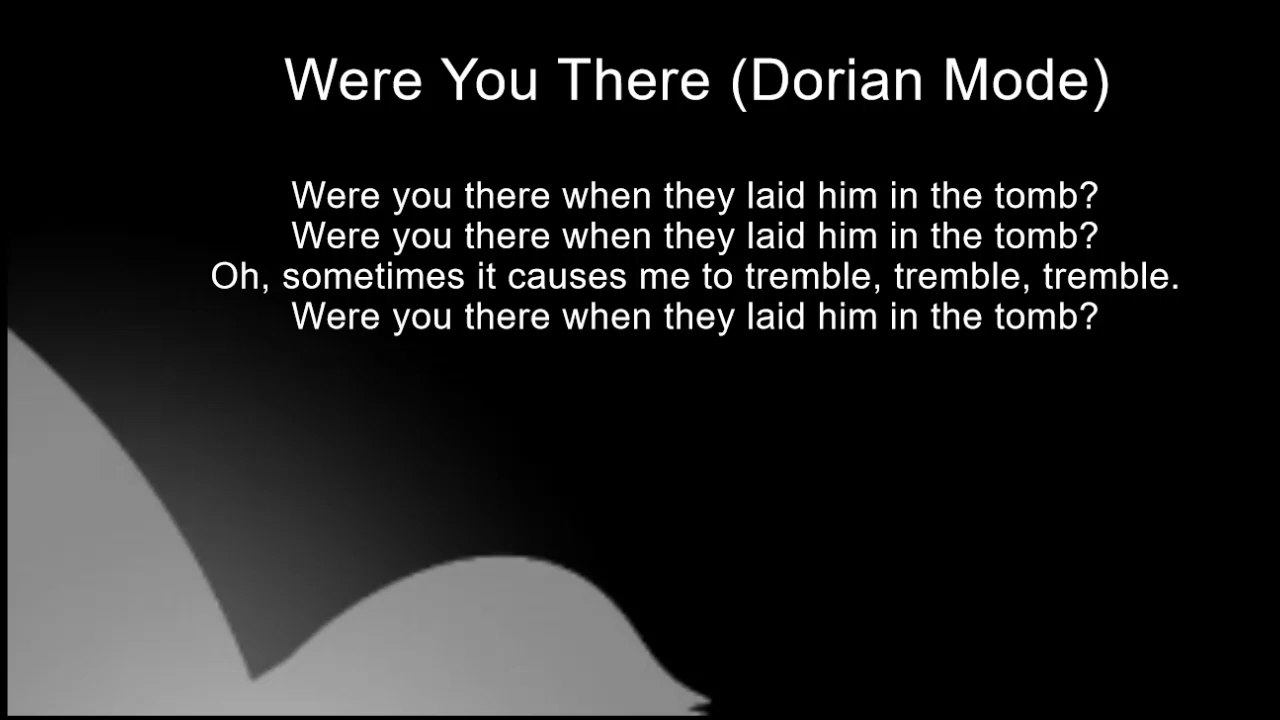 Were You There (Dorian Mode)
Were you there when they laid him in the tomb?
Were you there when they laid him in the tomb?
Oh, sometimes it causes me to tremble, tremble, tremble.
Were you there when they laid him in the tomb?